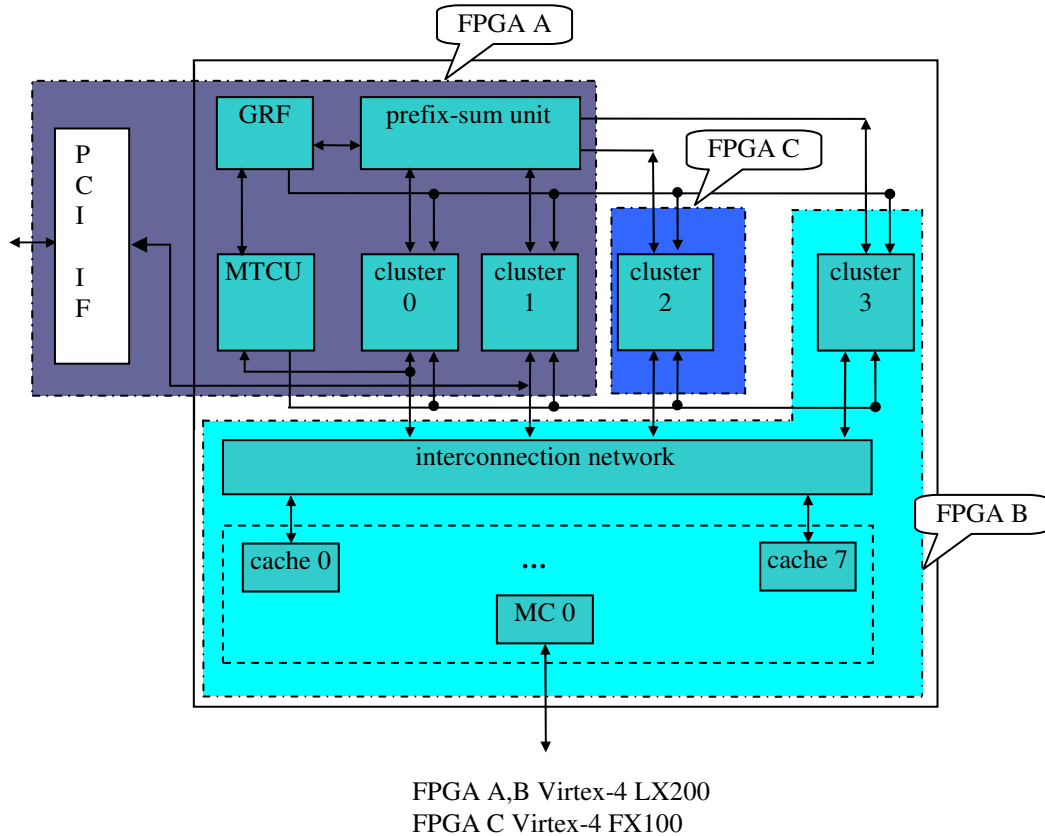 FPGA A
GRF
prefix-sum unit
FPGA C
P
C
I
I
F
MTCU
cluster
0
cluster
1
cluster
2
cluster
3
interconnection network
FPGA B
cache 0
...
cache 7
MC 0
FPGA A,B Virtex-4 LX200
FPGA C Virtex-4 FX100